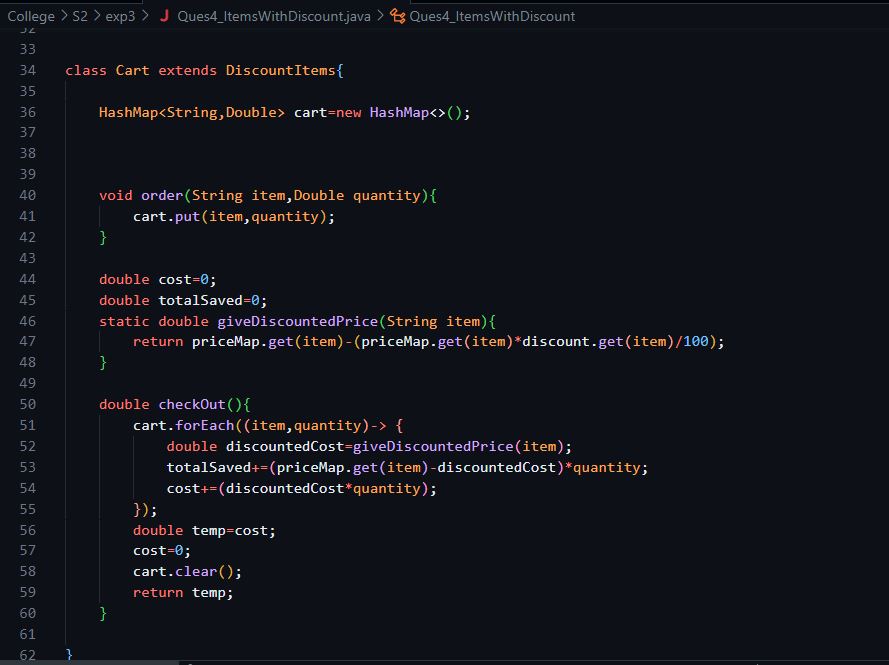 College > S2 > exp3 > J Ques4_ItemsWithDiscount.java > Ques4_ItemsWithDiscount
32
33
34 class Cart extends DiscountItems{
35
36 HashMap<String,Double> cart=new HashMap<>();
37
38
39
40 void order(String item,Double quantity){
41 cart.put(item,quantity);
42 }
43
44 double cost=0;
45 double totalSaved=0;
46 static double giveDiscountedPrice(String item){
47 return priceMap.get(item)-(priceMap.get(item)*discount.get(item)/100);
48 }
49
50 double checkOut(){
51 cart.forEach((item,quantity)-> {
52 double discountedCost=giveDiscountedPrice(item);
53 totalSaved+=(priceMap.get(item)-discountedCost)*quantity;
54 cost+=(discountedCost*quantity);
55 });
56 double temp=cost;
57 cost=0;
58 cart.clear();
59 return temp;
60 }
61
62 }